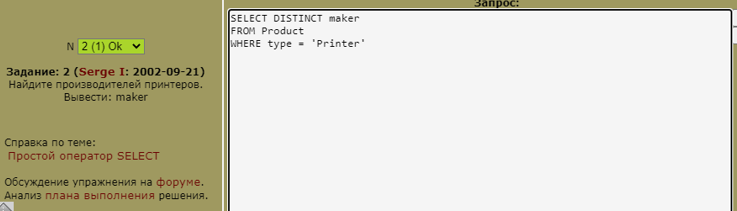 Запрос:
N 2 (1) Ok
Задание: 2 (Serge I: 2002-09-21)
Найдите производителей принтеров.
Вывести: maker
Справка по теме:
Простой оператор SELECT
Обсуждение упражнения на форуме.
Анализ плана выполнения решения.
SELECT DISTINCT maker
FROM Product
WHERE type = 'Printer'